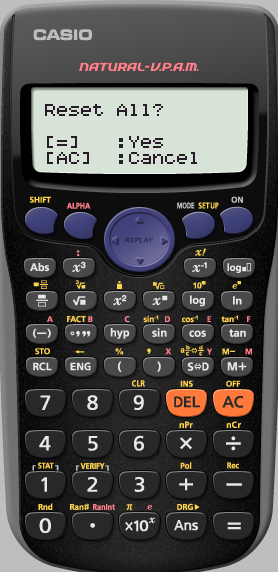 CASIO
NATURAL-V.P.A.M.
Reset All?
[=] :Yes
[AC] :Cancel
SHIFT ALPHA MODE SETUP ON
REPLAY
: x!
Abs x³ x⁻¹ log▪▯
∛ ■ ˣ√ 10■ e■
√■ x² x■ log ln
A FACT B C sin⁻¹ D cos⁻¹ E tan⁻¹ F
(−) °,,, hyp sin cos tan
STO ← % , X Y M− M
RCL ENG ( ) S⇔D M+
CLR INS OFF
7 8 9 DEL AC
nPr nCr
4 5 6 × ÷
STAT VERIFY Pol Rec
1 2 3 + −
Rnd Ran# RanInt π e DRG▶
0 . ×10ˣ Ans =